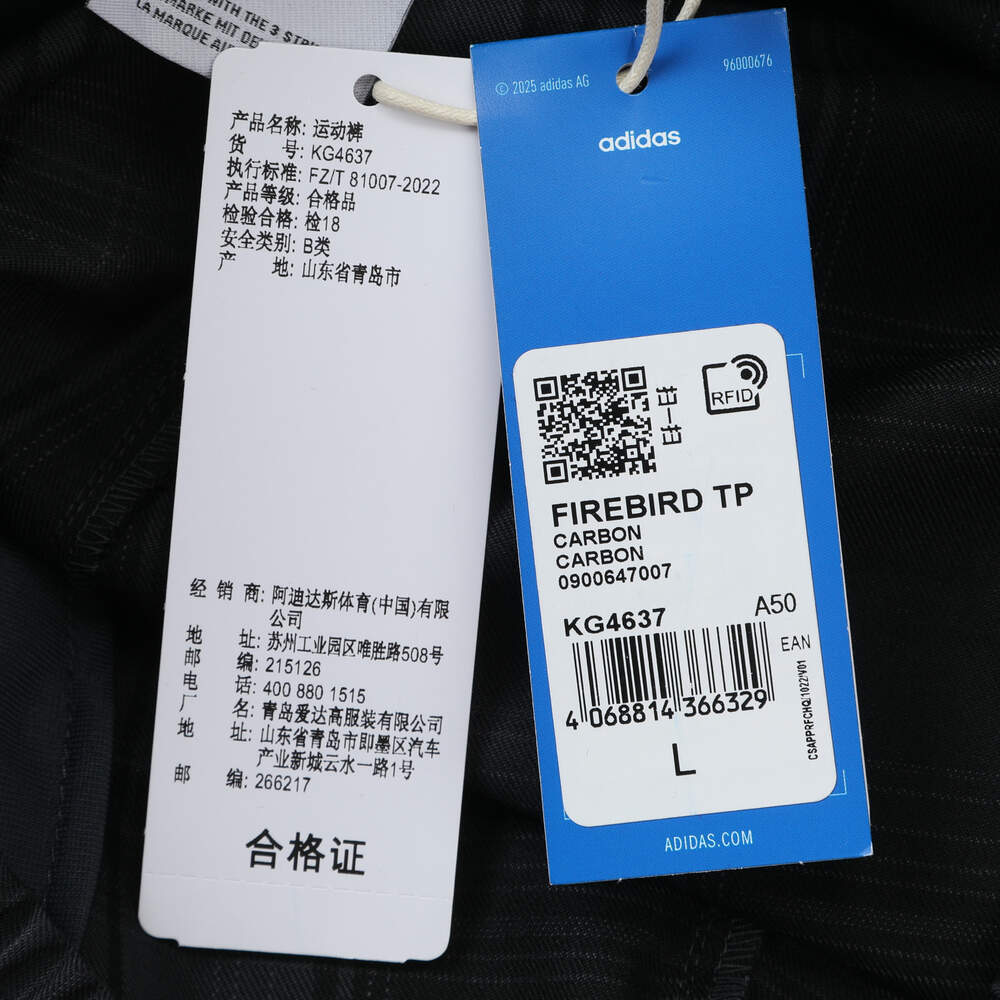 WITH THE 3 STRI
MARKE MIT DE
LA MARQUE AU
产品名称: 运动裤
货 号: KG4637
执行标准: FZ/T 81007-2022
产品等级: 合格品
检验合格: 检18
安全类别: B类
产 地: 山东省青岛市
经 销 商: 阿迪达斯体育(中国)有限
公司
地 址: 苏州工业园区唯胜路508号
邮 编: 215126
电 话: 400 880 1515
厂 名: 青岛爱达高服装有限公司
地 址: 山东省青岛市即墨区汽车
产业新城云水一路1号
邮 编: 266217
合格证
© 2025 adidas AG
96000676
adidas
扫一扫
RFID
FIREBIRD TP
CARBON
CARBON
0900647007
KG4637
A50
EAN
4 068814 366329
CSAPPRFCHQ/1022/V01
L
ADIDAS.COM